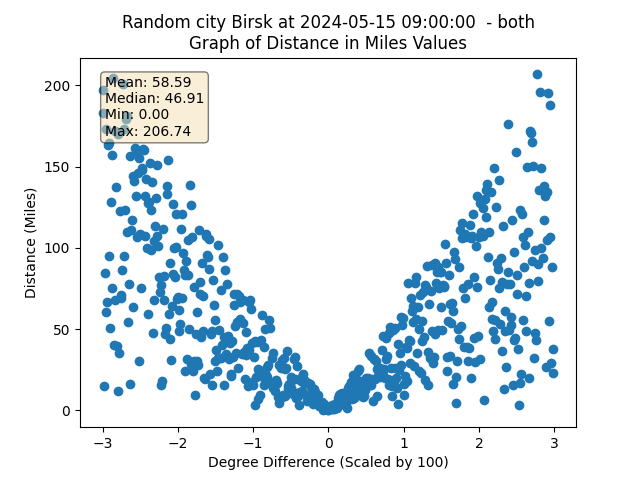 Random city Birsk at 2024-05-15 09:00:00 - both
Graph of Distance in Miles Values
Mean: 58.59
Median: 46.91
Min: 0.00
Max: 206.74
Distance (Miles)
200
150
100
50
0
−3 −2 −1 0 1 2 3
Degree Difference (Scaled by 100)